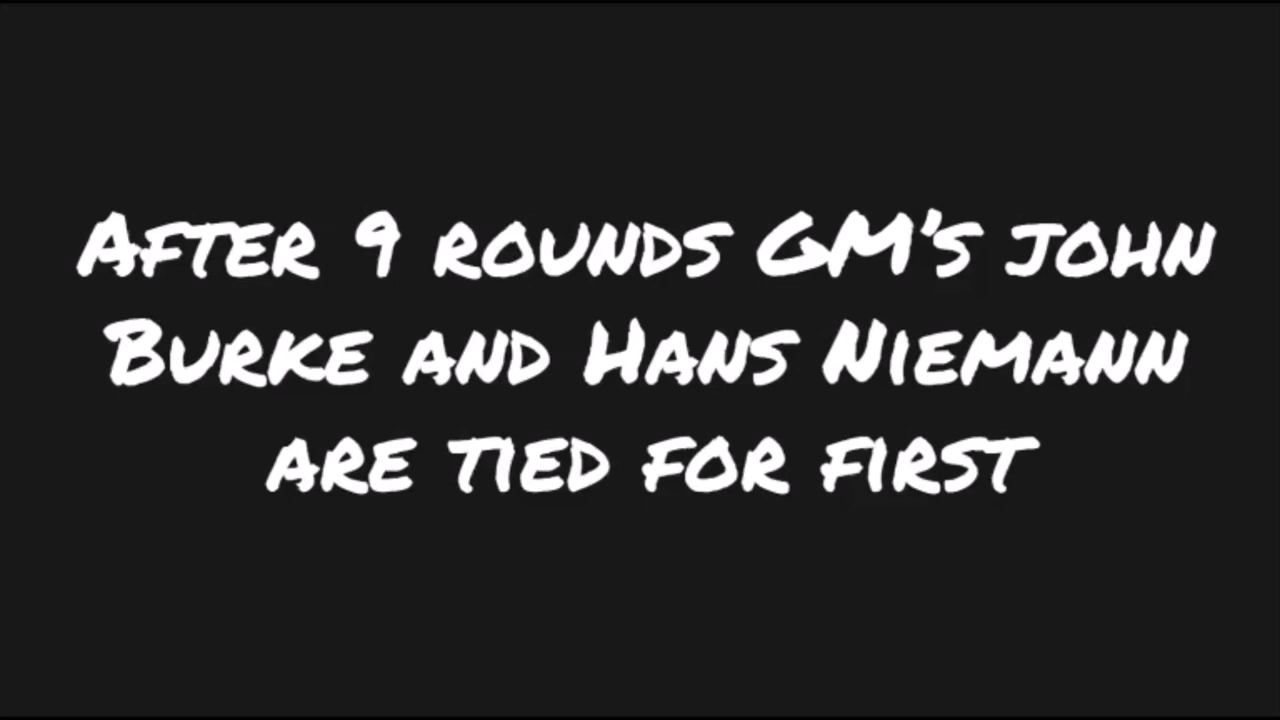 After 9 rounds GM's john
Burke and Hans Niemann
are tied for first